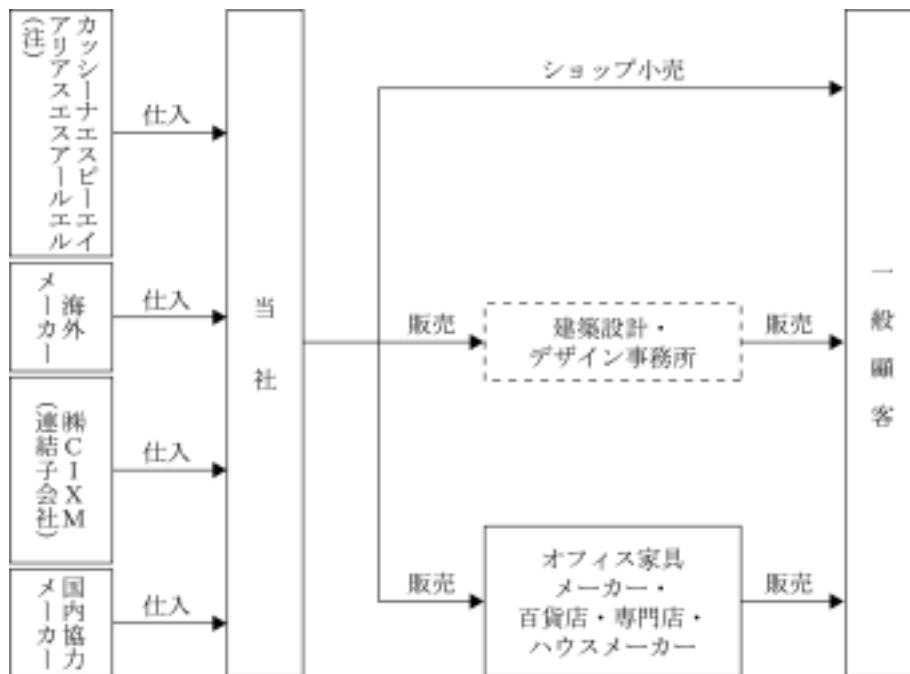 カッシーナエスピーエイ
アリアスエスアールエル
(注)
仕入
海外
メーカー
仕入
㈱CIXM
(連結子会社)
仕入
国内協力
メーカー
仕入
当社
ショップ小売
販売
建築設計・
デザイン事務所
販売
販売
オフィス家具
メーカー・
百貨店・専門店・
ハウスメーカー
販売
一般顧客